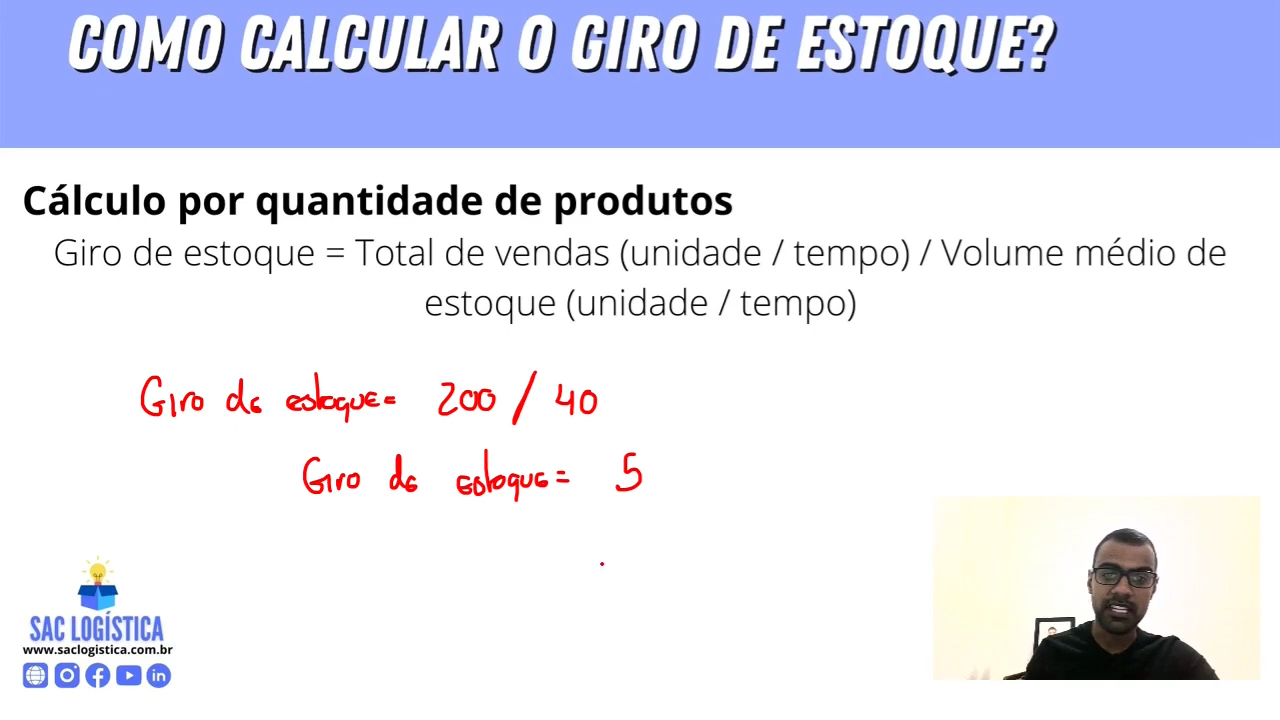 COMO CALCULAR O GIRO DE ESTOQUE?
Cálculo por quantidade de produtos
Giro de estoque = Total de vendas (unidade / tempo) / Volume médio de
estoque (unidade / tempo)
Giro de estoque= 200 / 40
Giro de estoque= 5
SAC LOGÍSTICA
www.saclogistica.com.br